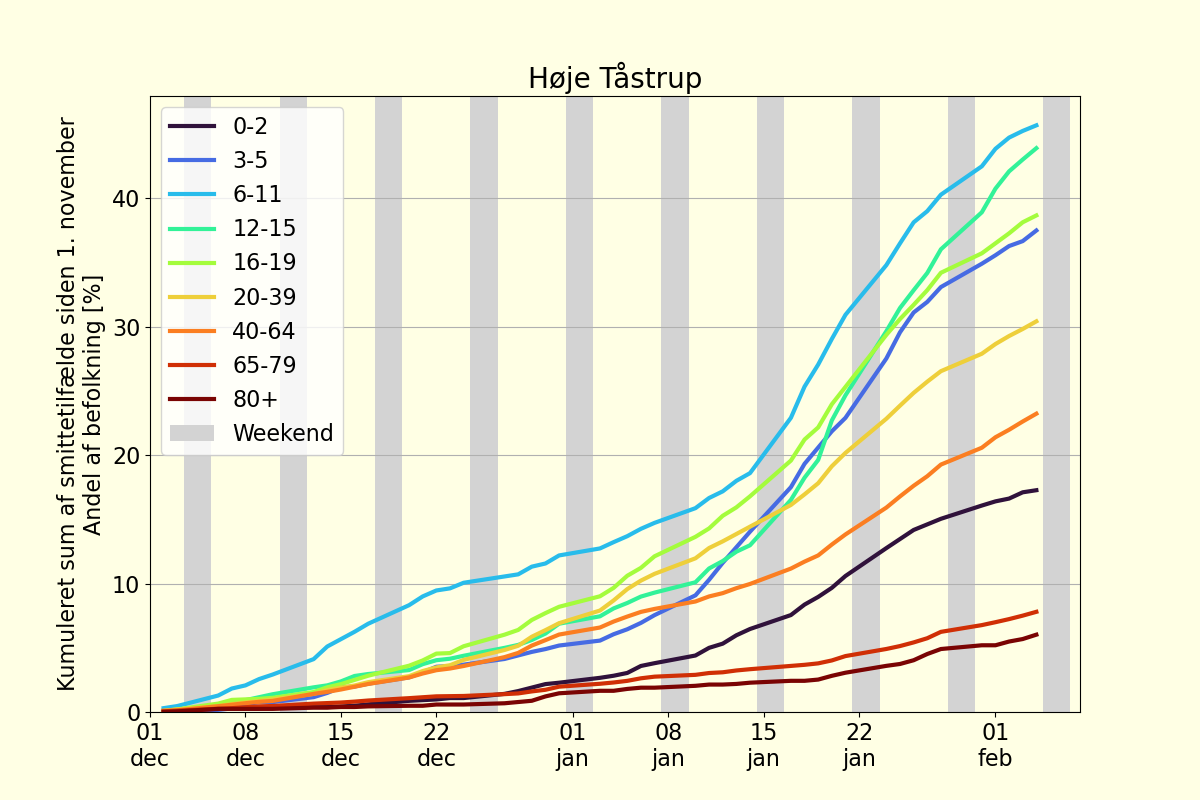 Høje Tåstrup
Kumuleret sum af smittetilfælde siden 1. november
Andel af befolkning [%]
40
30
20
10
0
0-2
3-5
6-11
12-15
16-19
20-39
40-64
65-79
80+
Weekend
01 08 15 22 01 08 15 22 01
dec dec dec dec jan jan jan jan feb